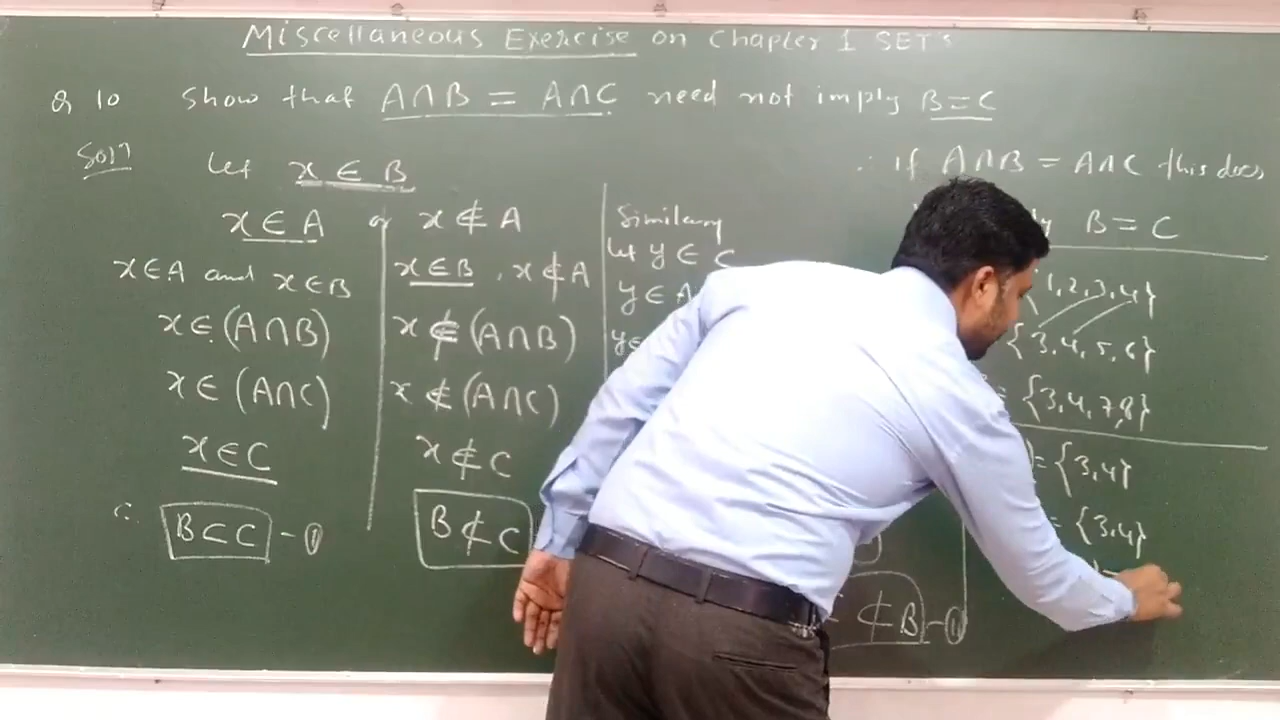 Miscellaneous Exercise on Chapter 1 SETs
Q 10 Show that A∩B = A∩C need not imply B=C
Solⁿ Let x ∈ B
x ∈ A or x ∉ A
x∈A and x∈B
x∈(A∩B)
x∈(A∩C)
x∈C
∴ B⊂C -①
x∈B, x∉A
x∉(A∩B)
x∉(A∩C)
x∉C
B⊄C
Similarly
let y ∈ C
y∈A
y∈
⊄B -⑪
∴ if A∩B = A∩C this does
B = C
1,2,3,4}
{3,4,5,6}
= {3,4,7,8}
)= {3,4}
= {3,4}